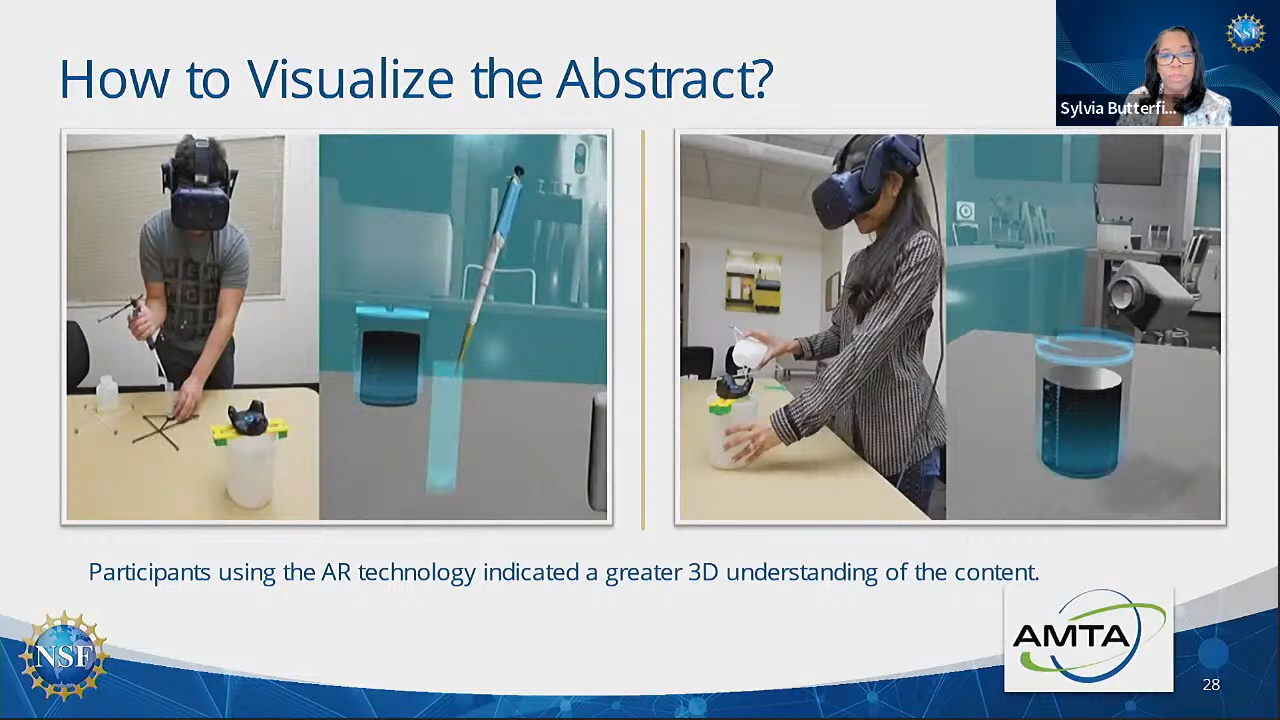 How to Visualize the Abstract?
NSF
Sylvia Butterfi...
Participants using the AR technology indicated a greater 3D understanding of the content.
NSF
AMTA
28